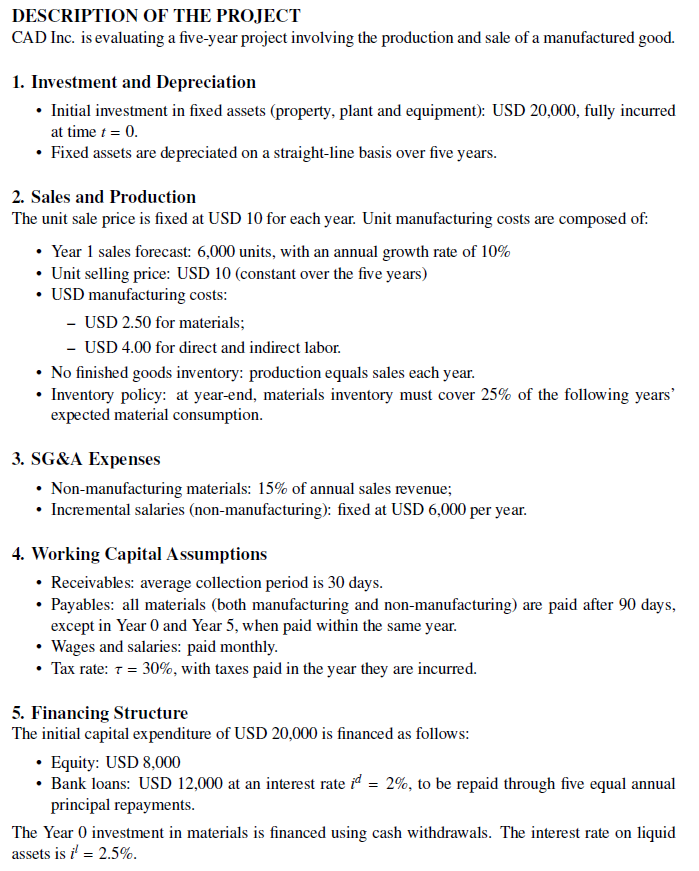 DESCRIPTION OF THE PROJECT
CAD Inc. is evaluating a five-year project involving the production and sale of a manufactured good.
1. Investment and Depreciation
• Initial investment in fixed assets (property, plant and equipment): USD 20,000, fully incurred
at time t = 0.
• Fixed assets are depreciated on a straight-line basis over five years.
2. Sales and Production
The unit sale price is fixed at USD 10 for each year. Unit manufacturing costs are composed of:
• Year 1 sales forecast: 6,000 units, with an annual growth rate of 10%
• Unit selling price: USD 10 (constant over the five years)
• USD manufacturing costs:
– USD 2.50 for materials;
– USD 4.00 for direct and indirect labor.
• No finished goods inventory: production equals sales each year.
• Inventory policy: at year-end, materials inventory must cover 25% of the following years'
expected material consumption.
3. SG&A Expenses
• Non-manufacturing materials: 15% of annual sales revenue;
• Incremental salaries (non-manufacturing): fixed at USD 6,000 per year.
4. Working Capital Assumptions
• Receivables: average collection period is 30 days.
• Payables: all materials (both manufacturing and non-manufacturing) are paid after 90 days,
except in Year 0 and Year 5, when paid within the same year.
• Wages and salaries: paid monthly.
• Tax rate: τ = 30%, with taxes paid in the year they are incurred.
5. Financing Structure
The initial capital expenditure of USD 20,000 is financed as follows:
• Equity: USD 8,000
• Bank loans: USD 12,000 at an interest rate i^d = 2%, to be repaid through five equal annual
principal repayments.
The Year 0 investment in materials is financed using cash withdrawals. The interest rate on liquid
assets is i^l = 2.5%.